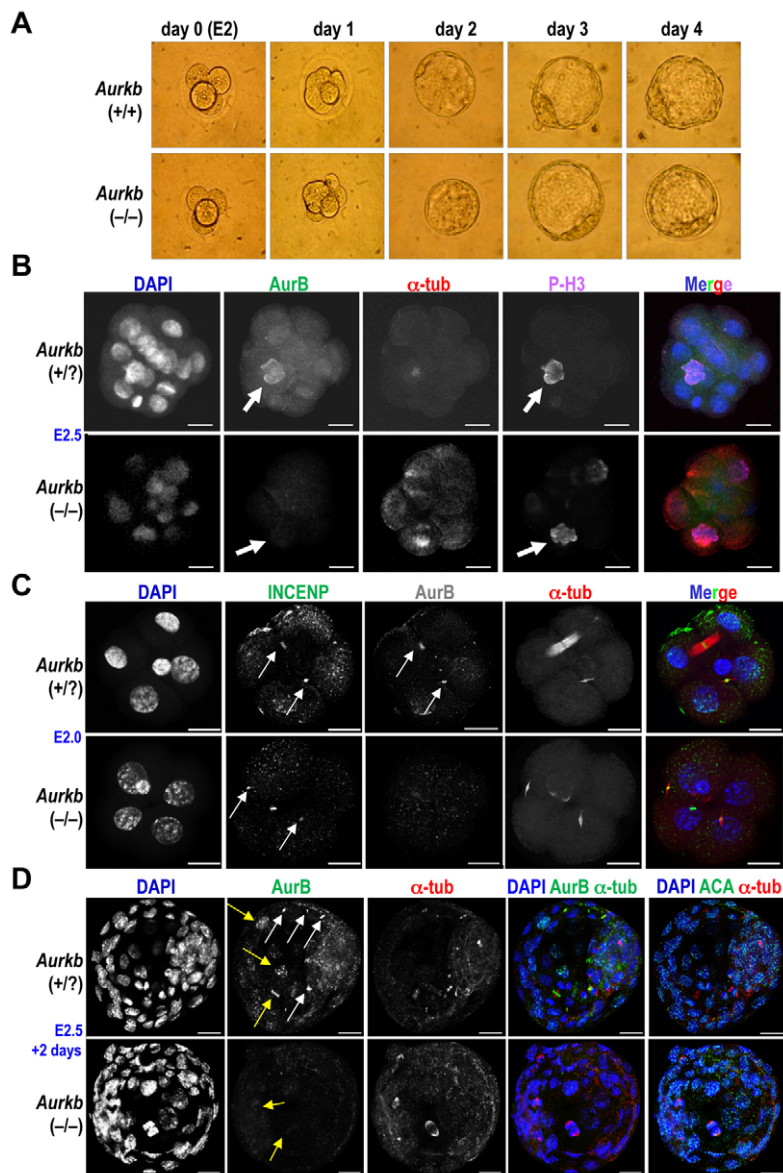 A
day 0 (E2) day 1 day 2 day 3 day 4
Aurkb
(+/+)
Aurkb
(–/–)
B
DAPI AurB α-tub P-H3 Merge
Aurkb
(+/?)
E2.5
Aurkb
(–/–)
C
DAPI INCENP AurB α-tub Merge
Aurkb
(+/?)
E2.0
Aurkb
(–/–)
D
DAPI AurB α-tub DAPI AurB α-tub DAPI ACA α-tub
Aurkb
(+/?)
E2.5
+2 days
Aurkb
(–/–)